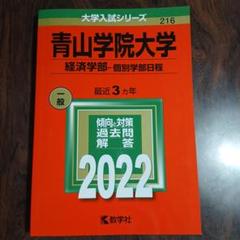 大学入試シリーズ
216
青山学院大学
経済学部-個別学部日程
一般
最近3カ年
傾向と対策
過去問
解答
2022
教学社